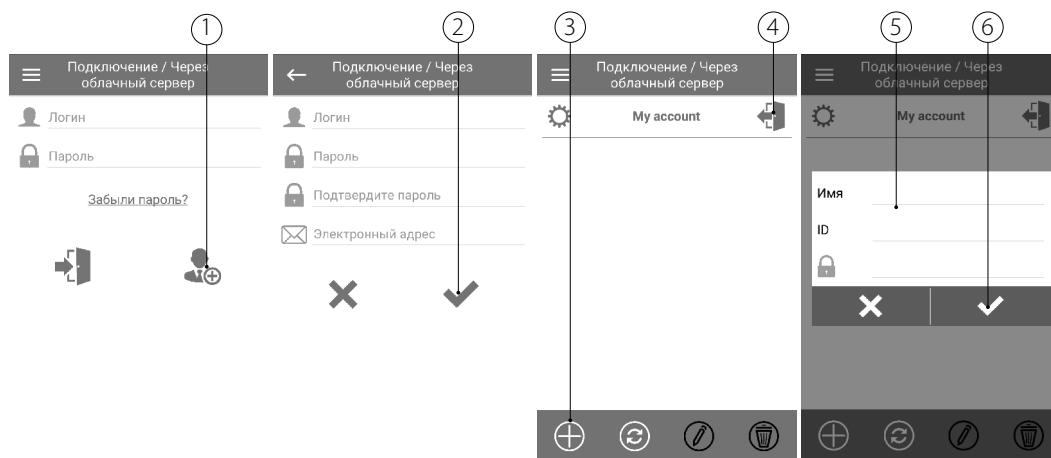 1
Подключение / Через
облачный сервер
Логин
Пароль
Забыли пароль?
2
Подключение / Через
облачный сервер
Логин
Пароль
Подтвердите пароль
Электронный адрес
3
4
Подключение / Через
облачный сервер
My account
5
6
Подключение / Через
облачный сервер
My account
Имя
ID